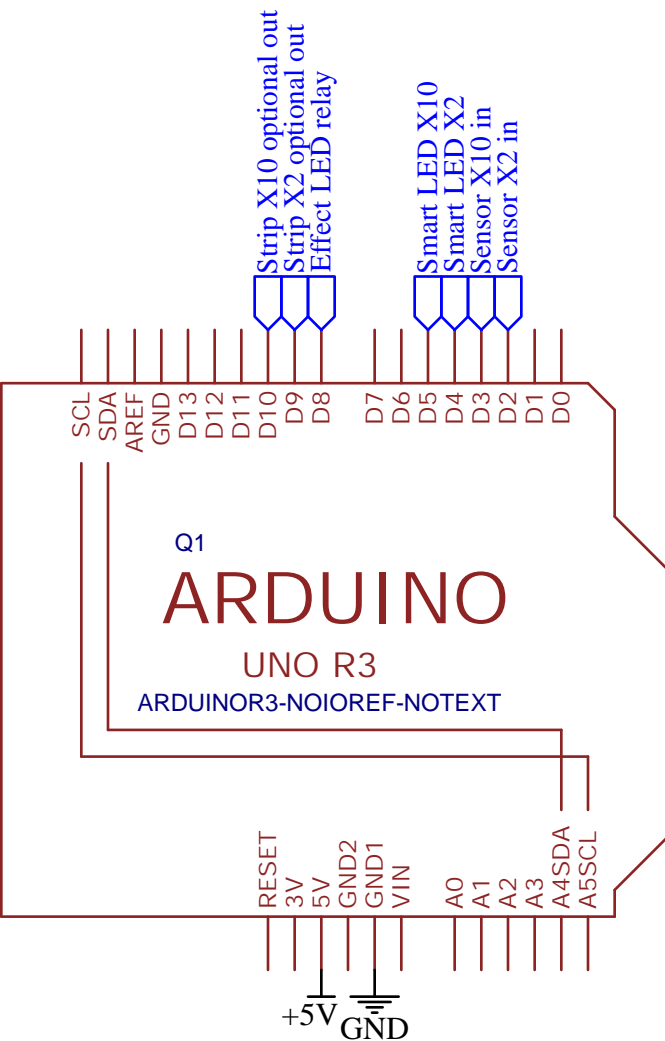 Strip X10 optional out
Strip X2 optional out
Effect LED relay
Smart LED X10
Smart LED X2
Sensor X10 in
Sensor X2 in
SCL
SDA
AREF
GND
D13
D12
D11
D10
D9
D8
D7
D6
D5
D4
D3
D2
D1
D0
Q1
ARDUINO
UNO R3
ARDUINOR3-NOIOREF-NOTEXT
RESET
3V
5V
GND2
GND1
VIN
A0
A1
A2
A3
A4SDA
A5SCL
+5V
GND